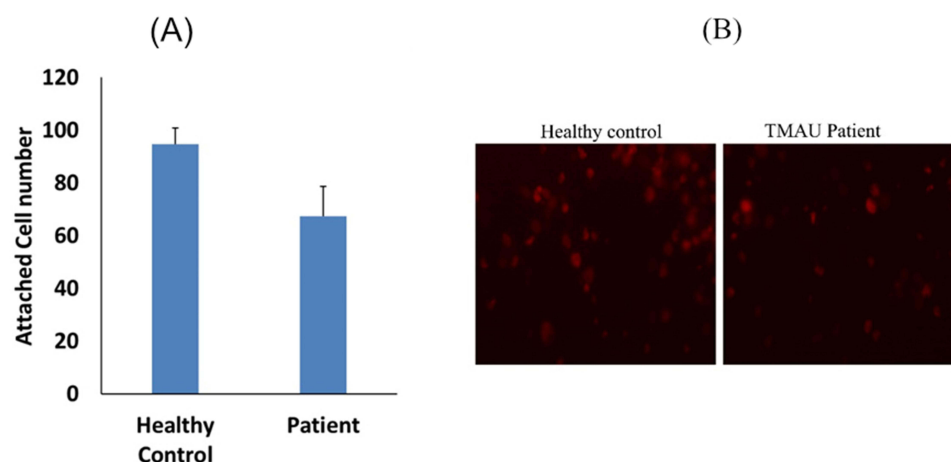 (A)
(B)
120
100
80
60
40
20
0
Attached Cell number
Healthy
Control
Patient
Healthy control
TMAU Patient